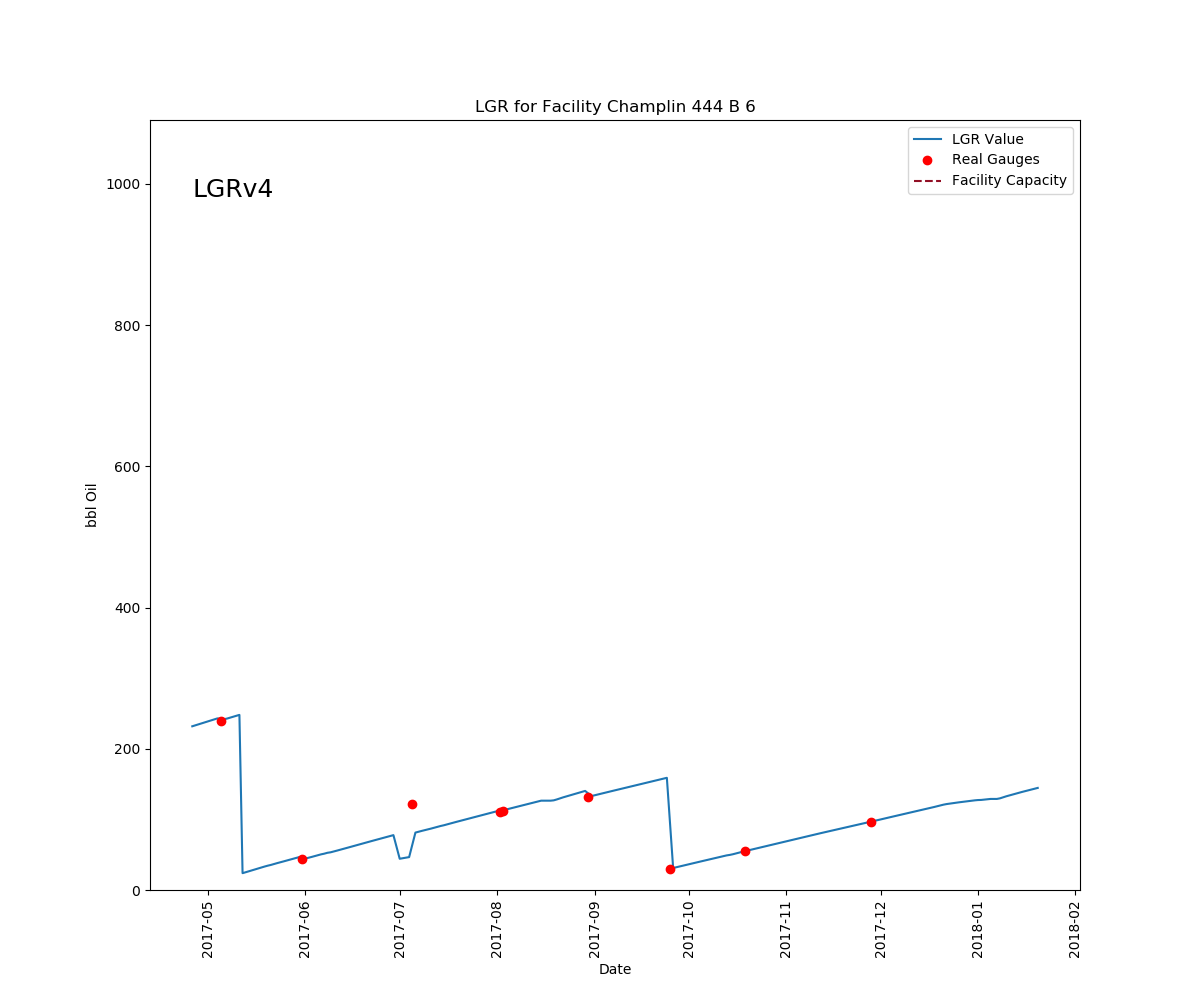 LGR for Facility Champlin 444 B 6
LGRv4
LGR Value
Real Gauges
Facility Capacity
1000
800
600
400
200
0
bbl Oil
2017-05
2017-06
2017-07
2017-08
2017-09
2017-10
2017-11
2017-12
2018-01
2018-02
Date